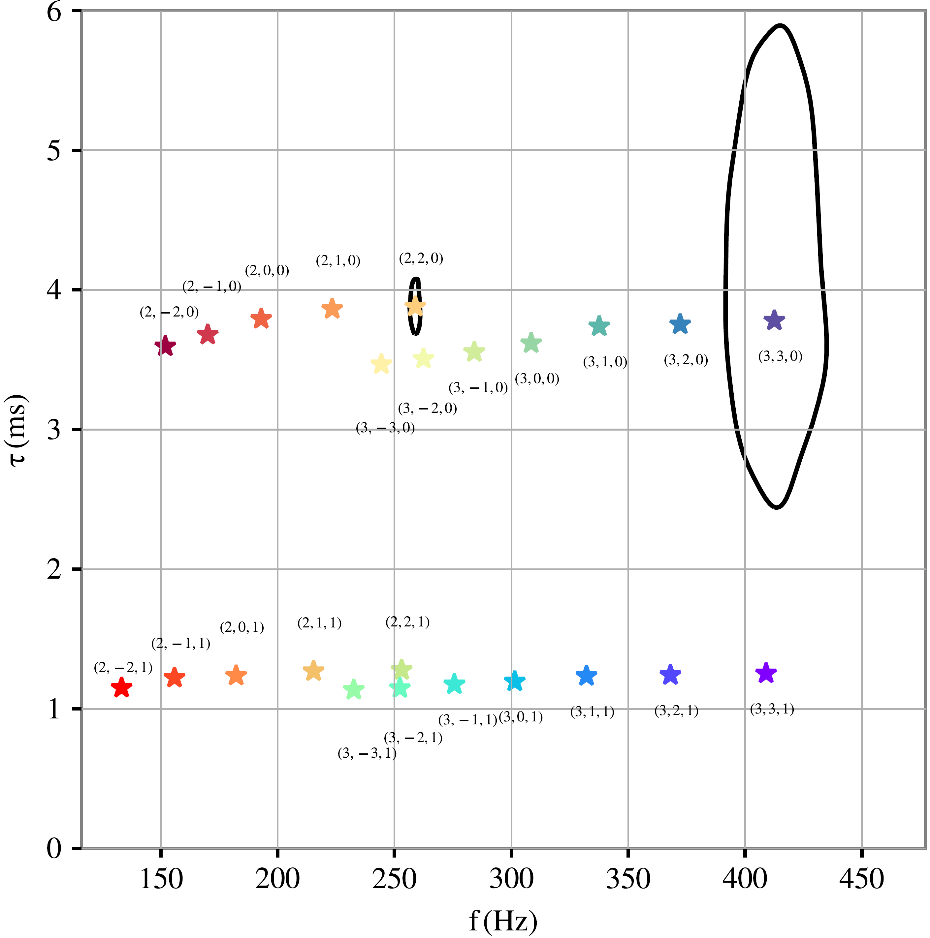 6
5
4
3
2
1
0
τ (ms)
(2, −2, 0)
(2, −1, 0)
(2, 0, 0)
(2, 1, 0)
(2, 2, 0)
(3, −3, 0)
(3, −2, 0)
(3, −1, 0)
(3, 0, 0)
(3, 1, 0)
(3, 2, 0)
(3, 3, 0)
(2, −2, 1)
(2, −1, 1)
(2, 0, 1)
(2, 1, 1)
(2, 2, 1)
(3, −3, 1)
(3, −2, 1)
(3, −1, 1)
(3, 0, 1)
(3, 1, 1)
(3, 2, 1)
(3, 3, 1)
150 200 250 300 350 400 450
f (Hz)